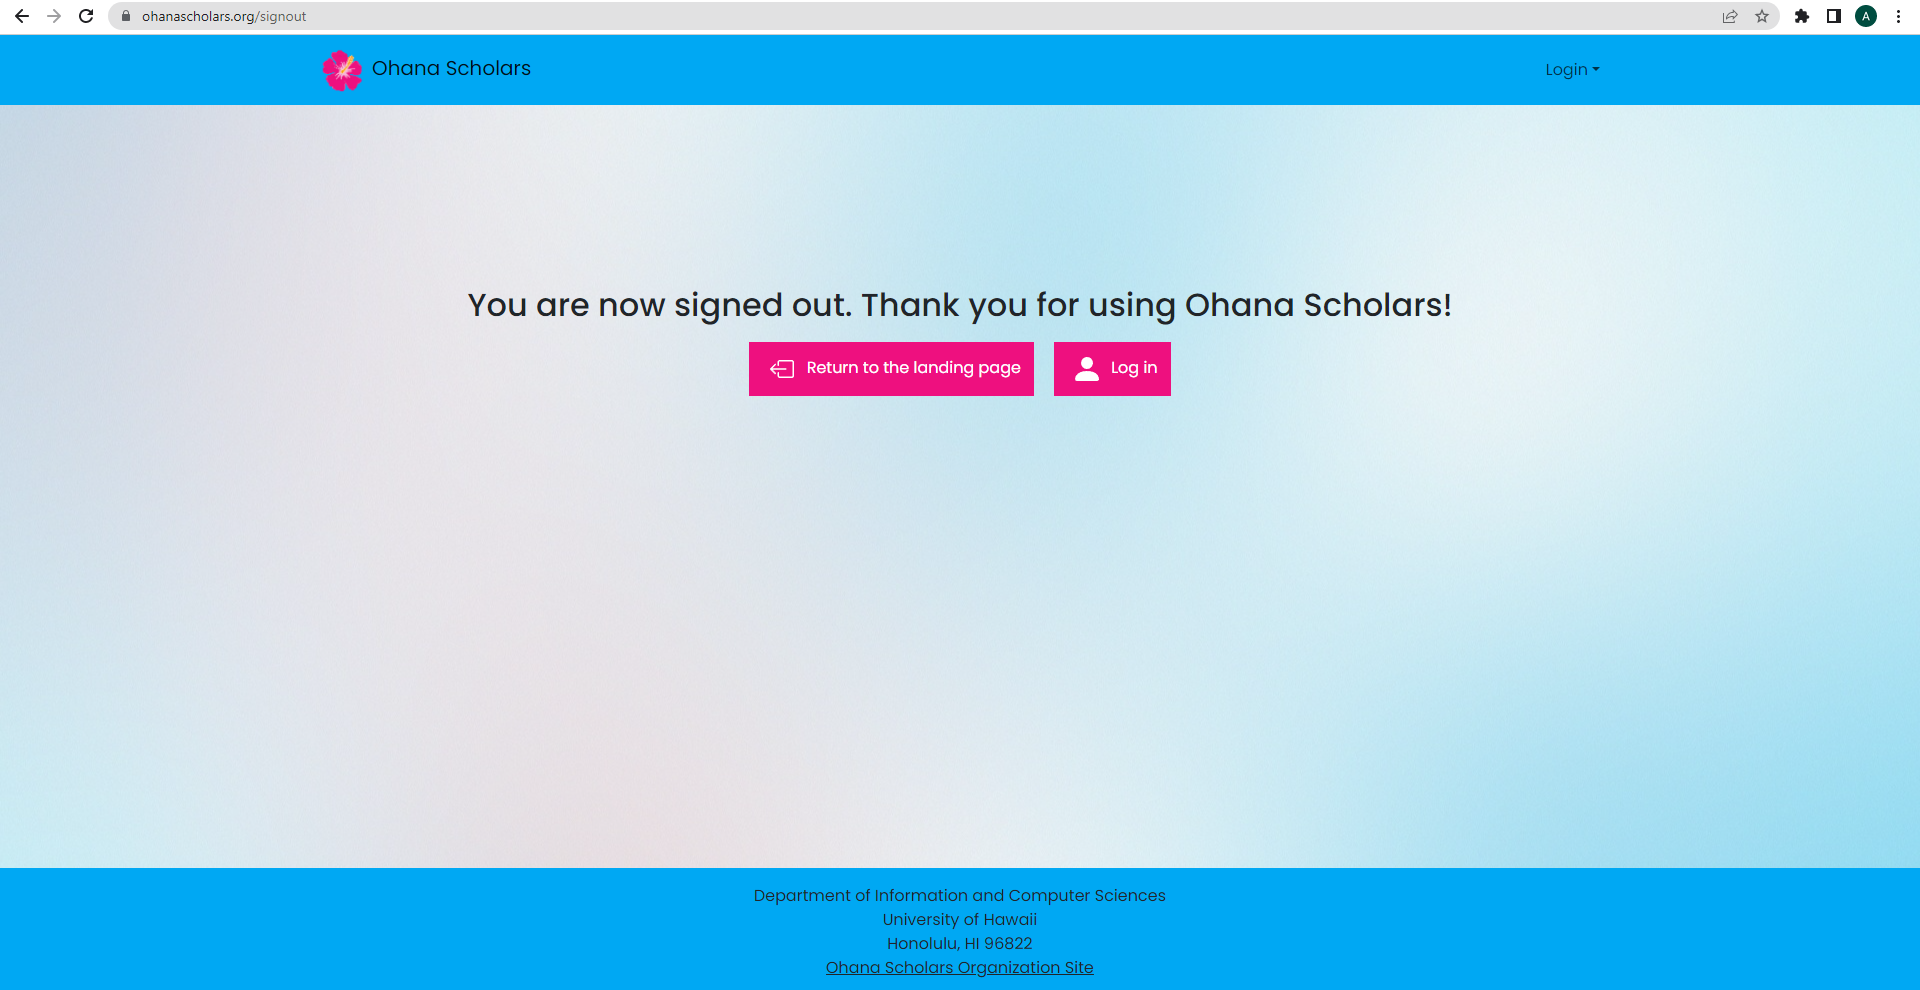 ohanascholars.org/signout
A
Ohana Scholars
Login
You are now signed out. Thank you for using Ohana Scholars!
Return to the landing page
Log in
Department of Information and Computer Sciences
University of Hawaii
Honolulu, HI 96822
Ohana Scholars Organization Site